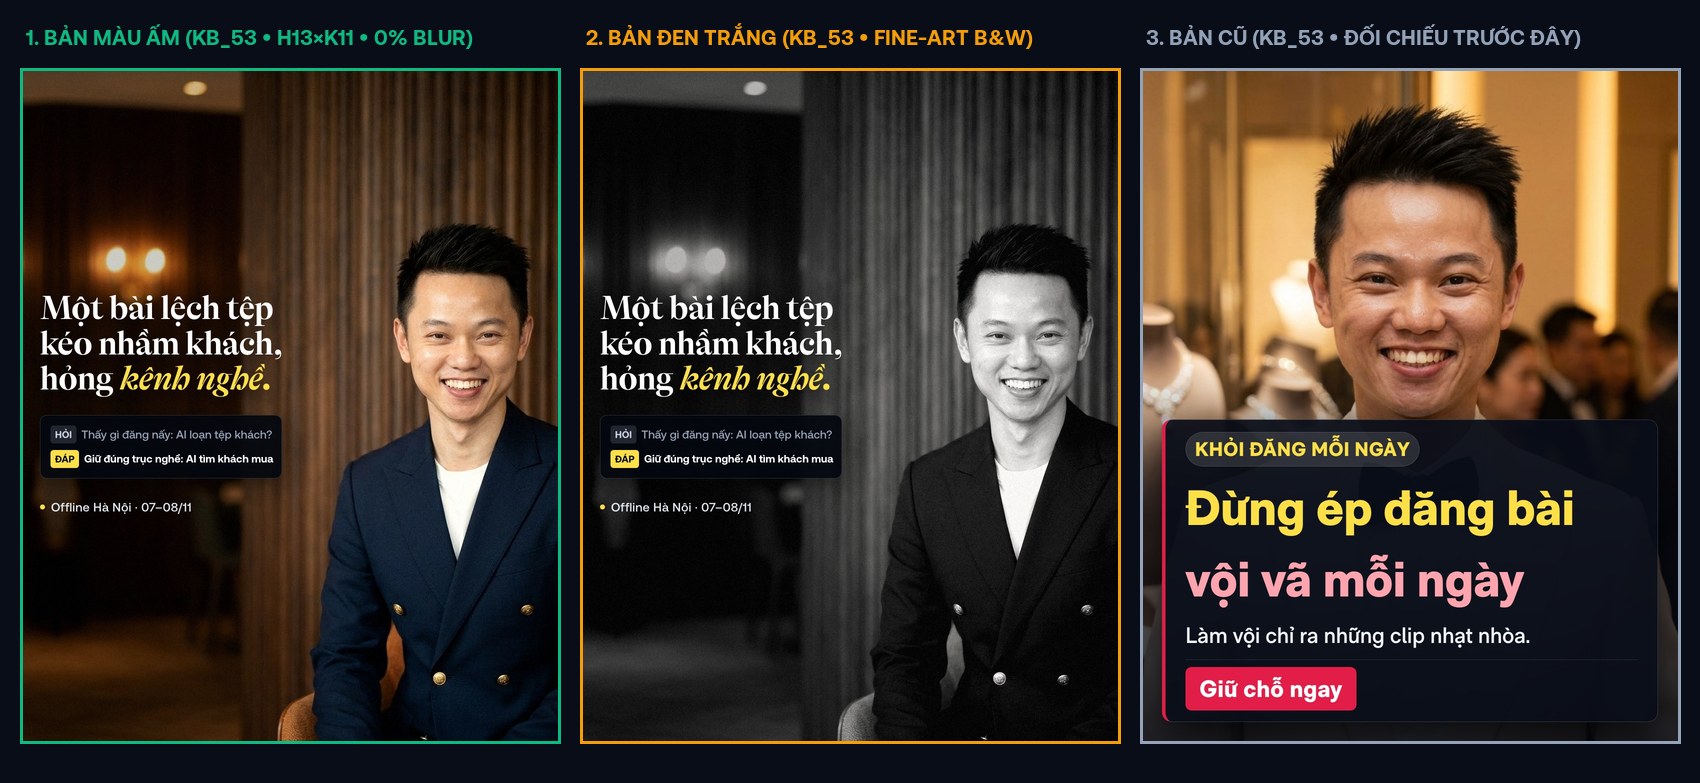 1. BẢN MÀU ẤM (KB_53 • H13×K11 • 0% BLUR)
Một bài lệch tệp
kéo nhầm khách,
hỏng kênh nghề.
HỎI Thấy gì đăng nấy: AI loạn tệp khách?
ĐÁP Giữ đúng trục nghề: AI tìm khách mua
Offline Hà Nội · 07–08/11
2. BẢN ĐEN TRẮNG (KB_53 • FINE-ART B&W)
Một bài lệch tệp
kéo nhầm khách,
hỏng kênh nghề.
HỎI Thấy gì đăng nấy: AI loạn tệp khách?
ĐÁP Giữ đúng trục nghề: AI tìm khách mua
Offline Hà Nội · 07–08/11
3. BẢN CŨ (KB_53 • ĐỐI CHIẾU TRƯỚC ĐÂY)
KHỎI ĐĂNG MỖI NGÀY
Đừng ép đăng bài
vội vã mỗi ngày
Làm vội chỉ ra những clip nhạt nhòa.
Giữ chỗ ngay